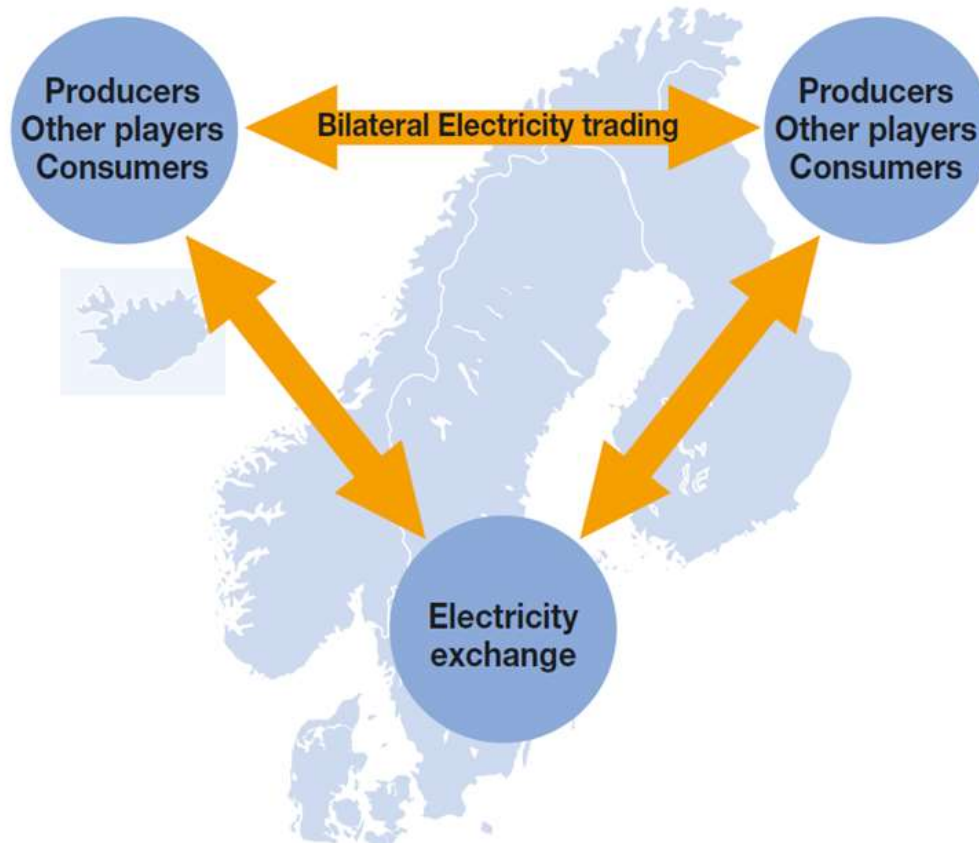 Producers
Other players
Consumers
Bilateral Electricity trading
Producers
Other players
Consumers
Electricity
exchange